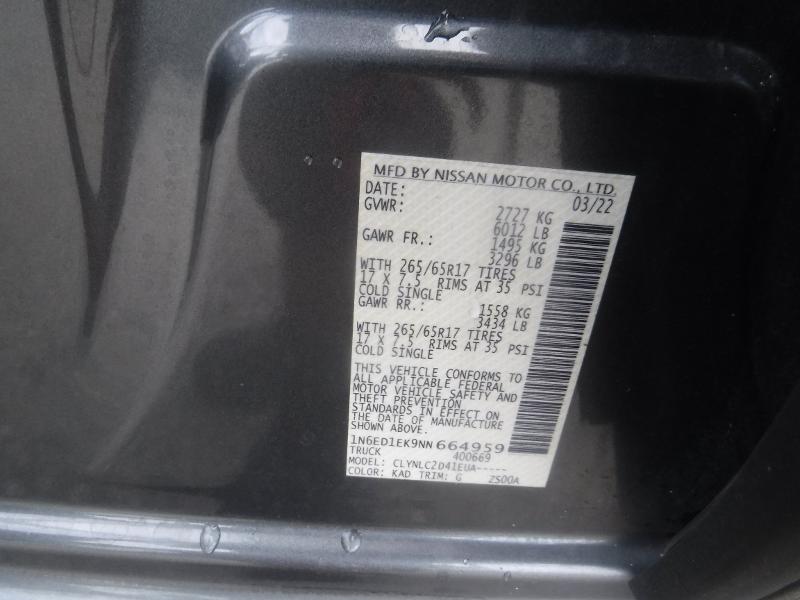 MFD BY NISSAN MOTOR CO., LTD.
DATE: 03/22
GVWR: 2727 KG
6012 LB
GAWR FR.: 1495 KG
3296 LB
WITH 265/65R17 TIRES
17 X 7.5 RIMS AT 35 PSI
COLD SINGLE
GAWR RR.: 1558 KG
3434 LB
WITH 265/65R17 TIRES
17 X 7.5 RIMS AT 35 PSI
COLD SINGLE
THIS VEHICLE CONFORMS TO
ALL APPLICABLE FEDERAL
MOTOR VEHICLE SAFETY AND
THEFT PREVENTION
STANDARDS IN EFFECT ON
THE DATE OF MANUFACTURE
SHOWN ABOVE.
1N6ED1EK9NN664959
TRUCK 400669
MODEL: CLYNLC2D41EUA-----
COLOR: KAD TRIM: G ZS00A